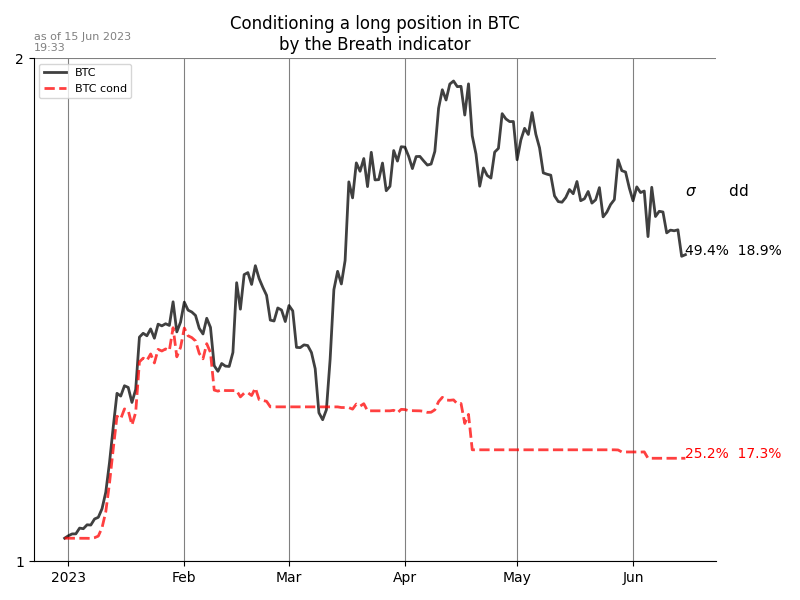 Conditioning a long position in BTC
by the Breath indicator
as of 15 Jun 2023
19:33
2
BTC
BTC cond
σ dd
49.4% 18.9%
25.2% 17.3%
1
2023 Feb Mar Apr May Jun